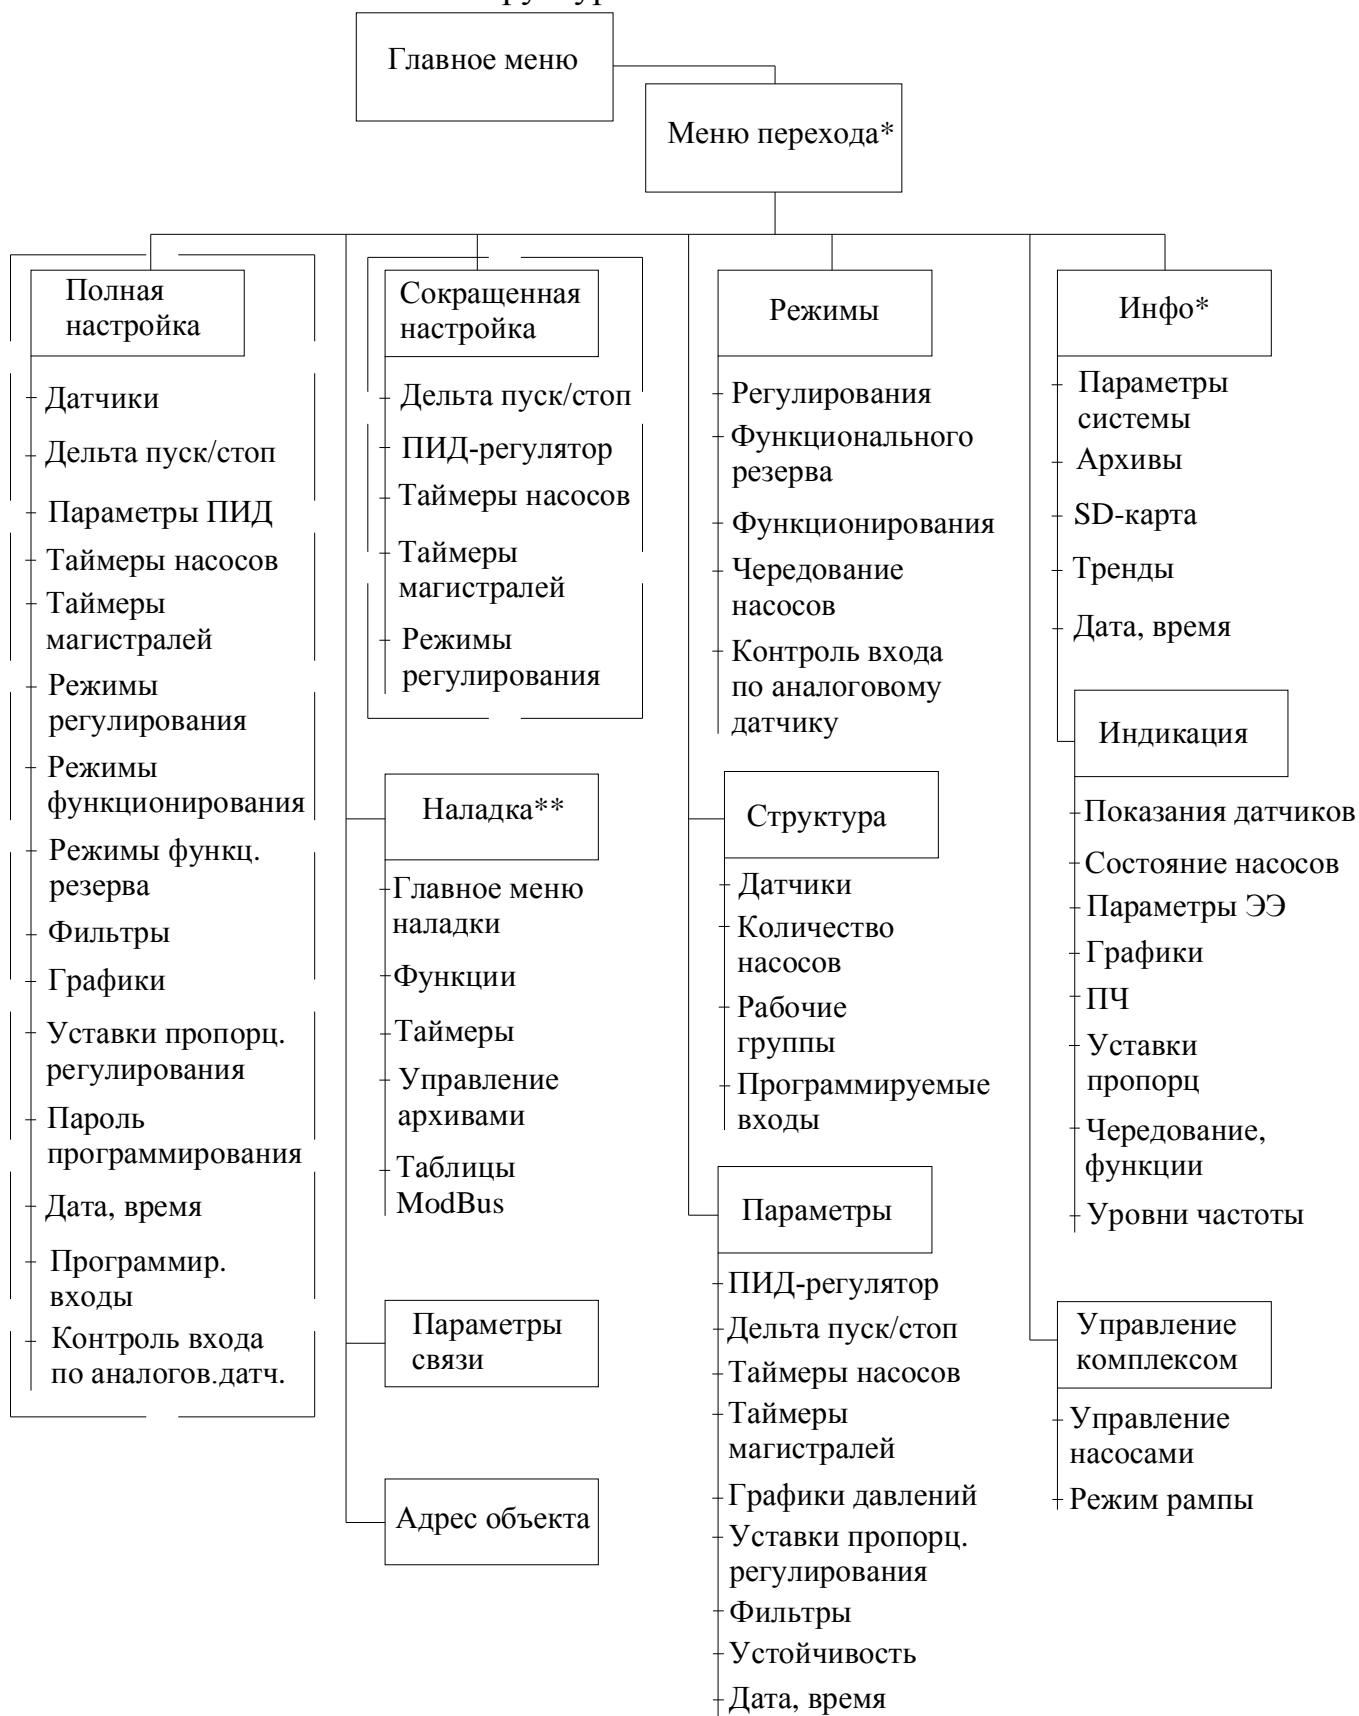 Главное меню
Меню перехода*
Полная
настройка
Датчики
Дельта пуск/стоп
Параметры ПИД
Таймеры насосов
Таймеры
магистралей
Режимы
регулирования
Режимы
функционирования
Режимы функц.
резерва
Фильтры
Графики
Уставки пропорц.
регулирования
Пароль
программирования
Дата, время
Программир.
входы
Контроль входа
по аналогов.датч.
Сокращенная
настройка
Дельта пуск/стоп
ПИД-регулятор
Таймеры насосов
Таймеры
магистралей
Режимы
регулирования
Наладка**
Главное меню
наладки
Функции
Таймеры
Управление
архивами
Таблицы
ModBus
Параметры
связи
Адрес объекта
Режимы
Регулирования
Функционального
резерва
Функционирования
Чередование
насосов
Контроль входа
по аналоговому
датчику
Структура
Датчики
Количество
насосов
Рабочие
группы
Программируемые
входы
Параметры
ПИД-регулятор
Дельта пуск/стоп
Таймеры насосов
Таймеры
магистралей
Графики давлений
Уставки пропорц.
регулирования
Фильтры
Устойчивость
Дата, время
Инфо*
Параметры
системы
Архивы
SD-карта
Тренды
Дата, время
Индикация
Показания датчиков
Состояние насосов
Параметры ЭЭ
Графики
ПЧ
Уставки
пропорц
Чередование,
функции
Уровни частоты
Управление
комплексом
Управление
насосами
Режим рампы